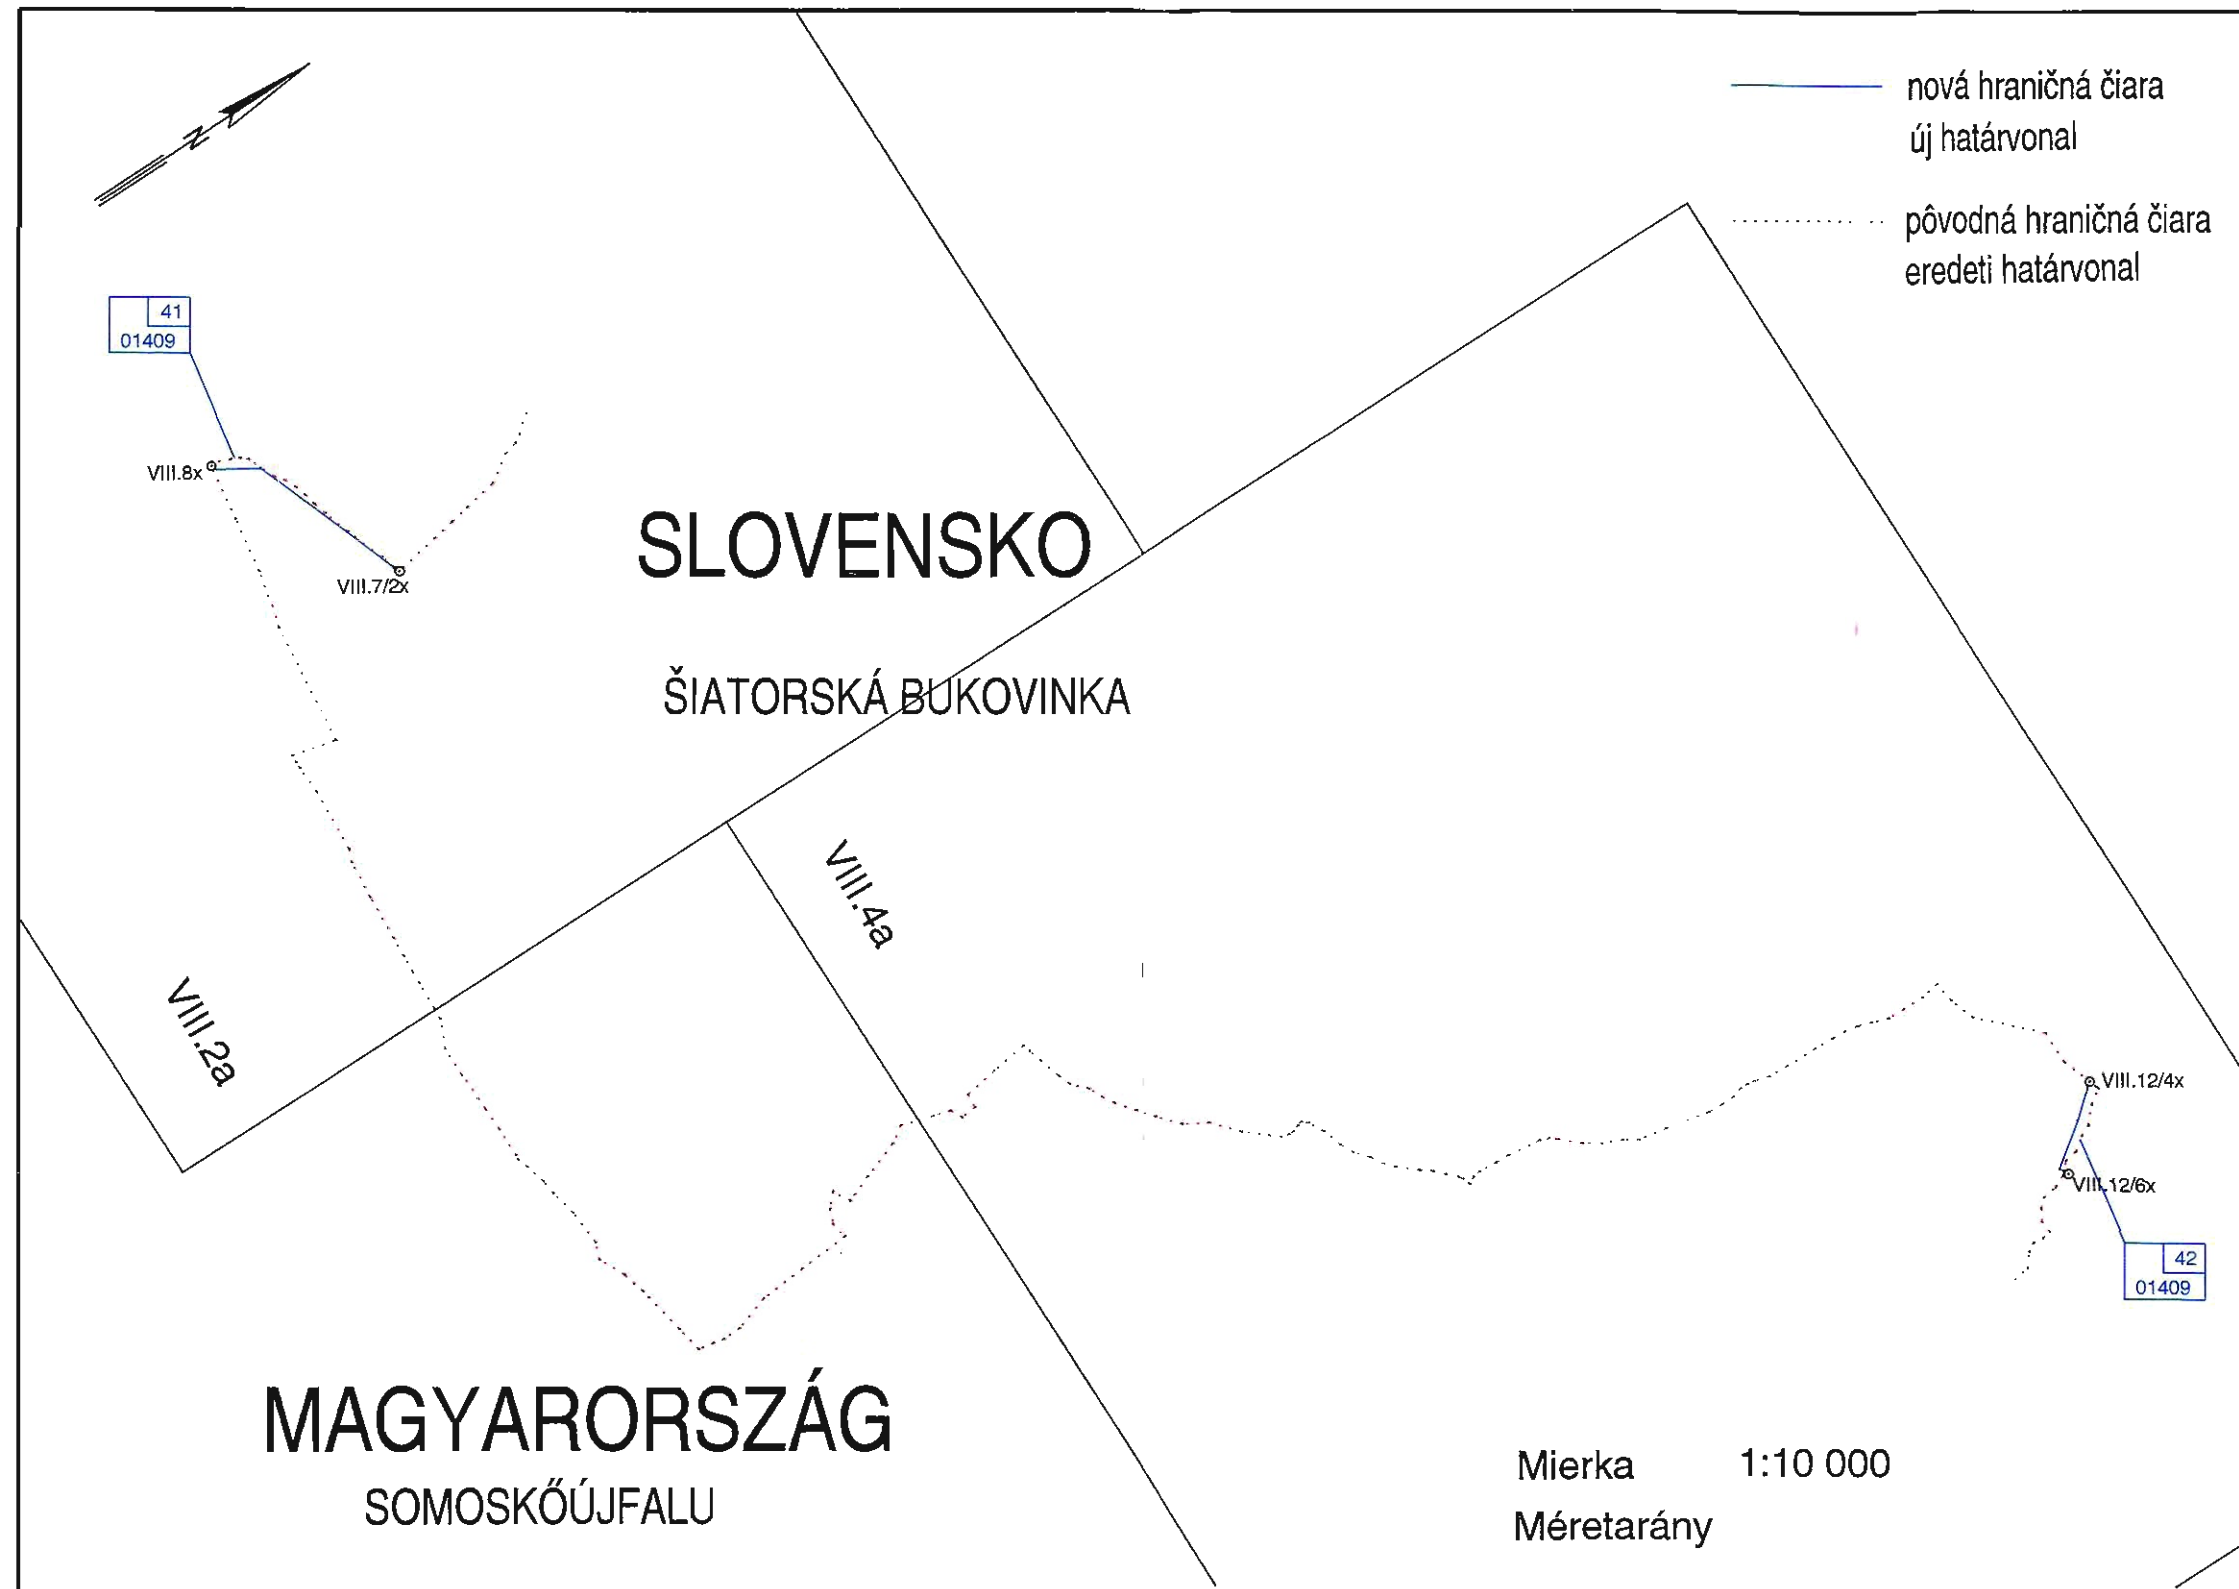 nová hraničná čiara
új határvonal
pôvodná hraničná čiara
eredeti határvonal
N
41
01409
VIII.8x
VIII.7/2x
SLOVENSKO
ŠIATORSKÁ BUKOVINKA
VIII.4a
VIII.2a
VIII.12/4x
VIII.12/6x
42
01409
MAGYARORSZÁG
SOMOSKŐÚJFALU
Mierka 1:10 000
Méretarány